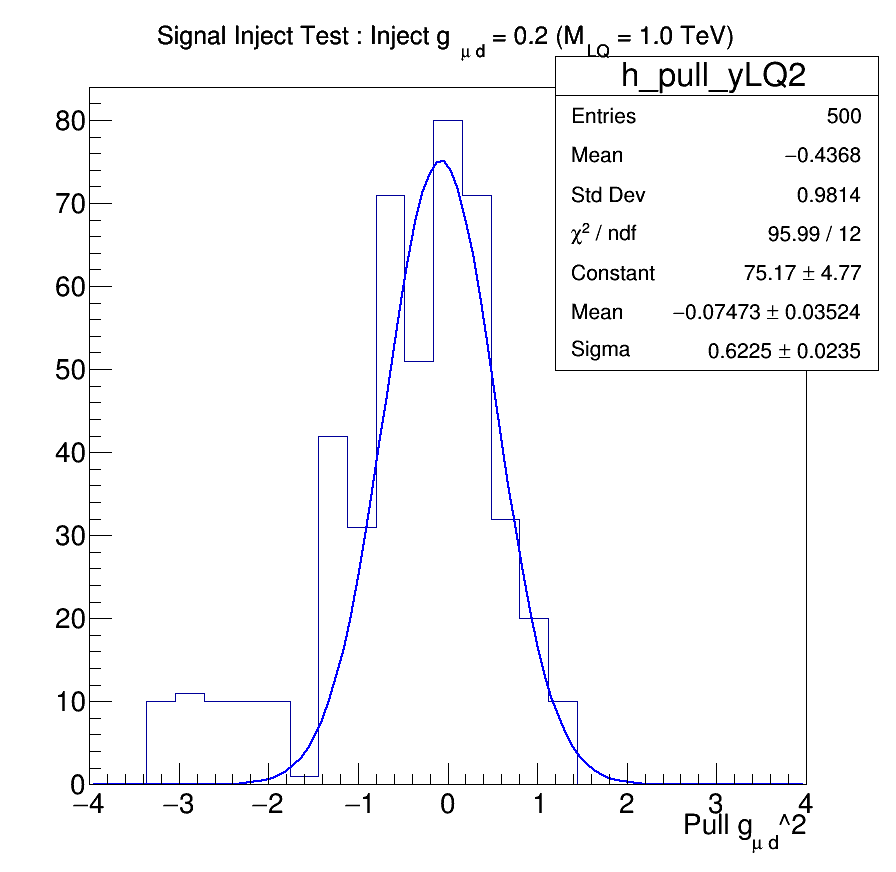 Signal Inject Test : Inject g μ d = 0.2 (M LQ = 1.0 TeV)
h_pull_yLQ2
Entries 500
Mean −0.4368
Std Dev 0.9814
χ² / ndf 95.99 / 12
Constant 75.17 ± 4.77
Mean −0.07473 ± 0.03524
Sigma 0.6225 ± 0.0235
80
70
60
50
40
30
20
10
0
−4 −3 −2 −1 0 1 2 3 4
Pull g μ d ^2